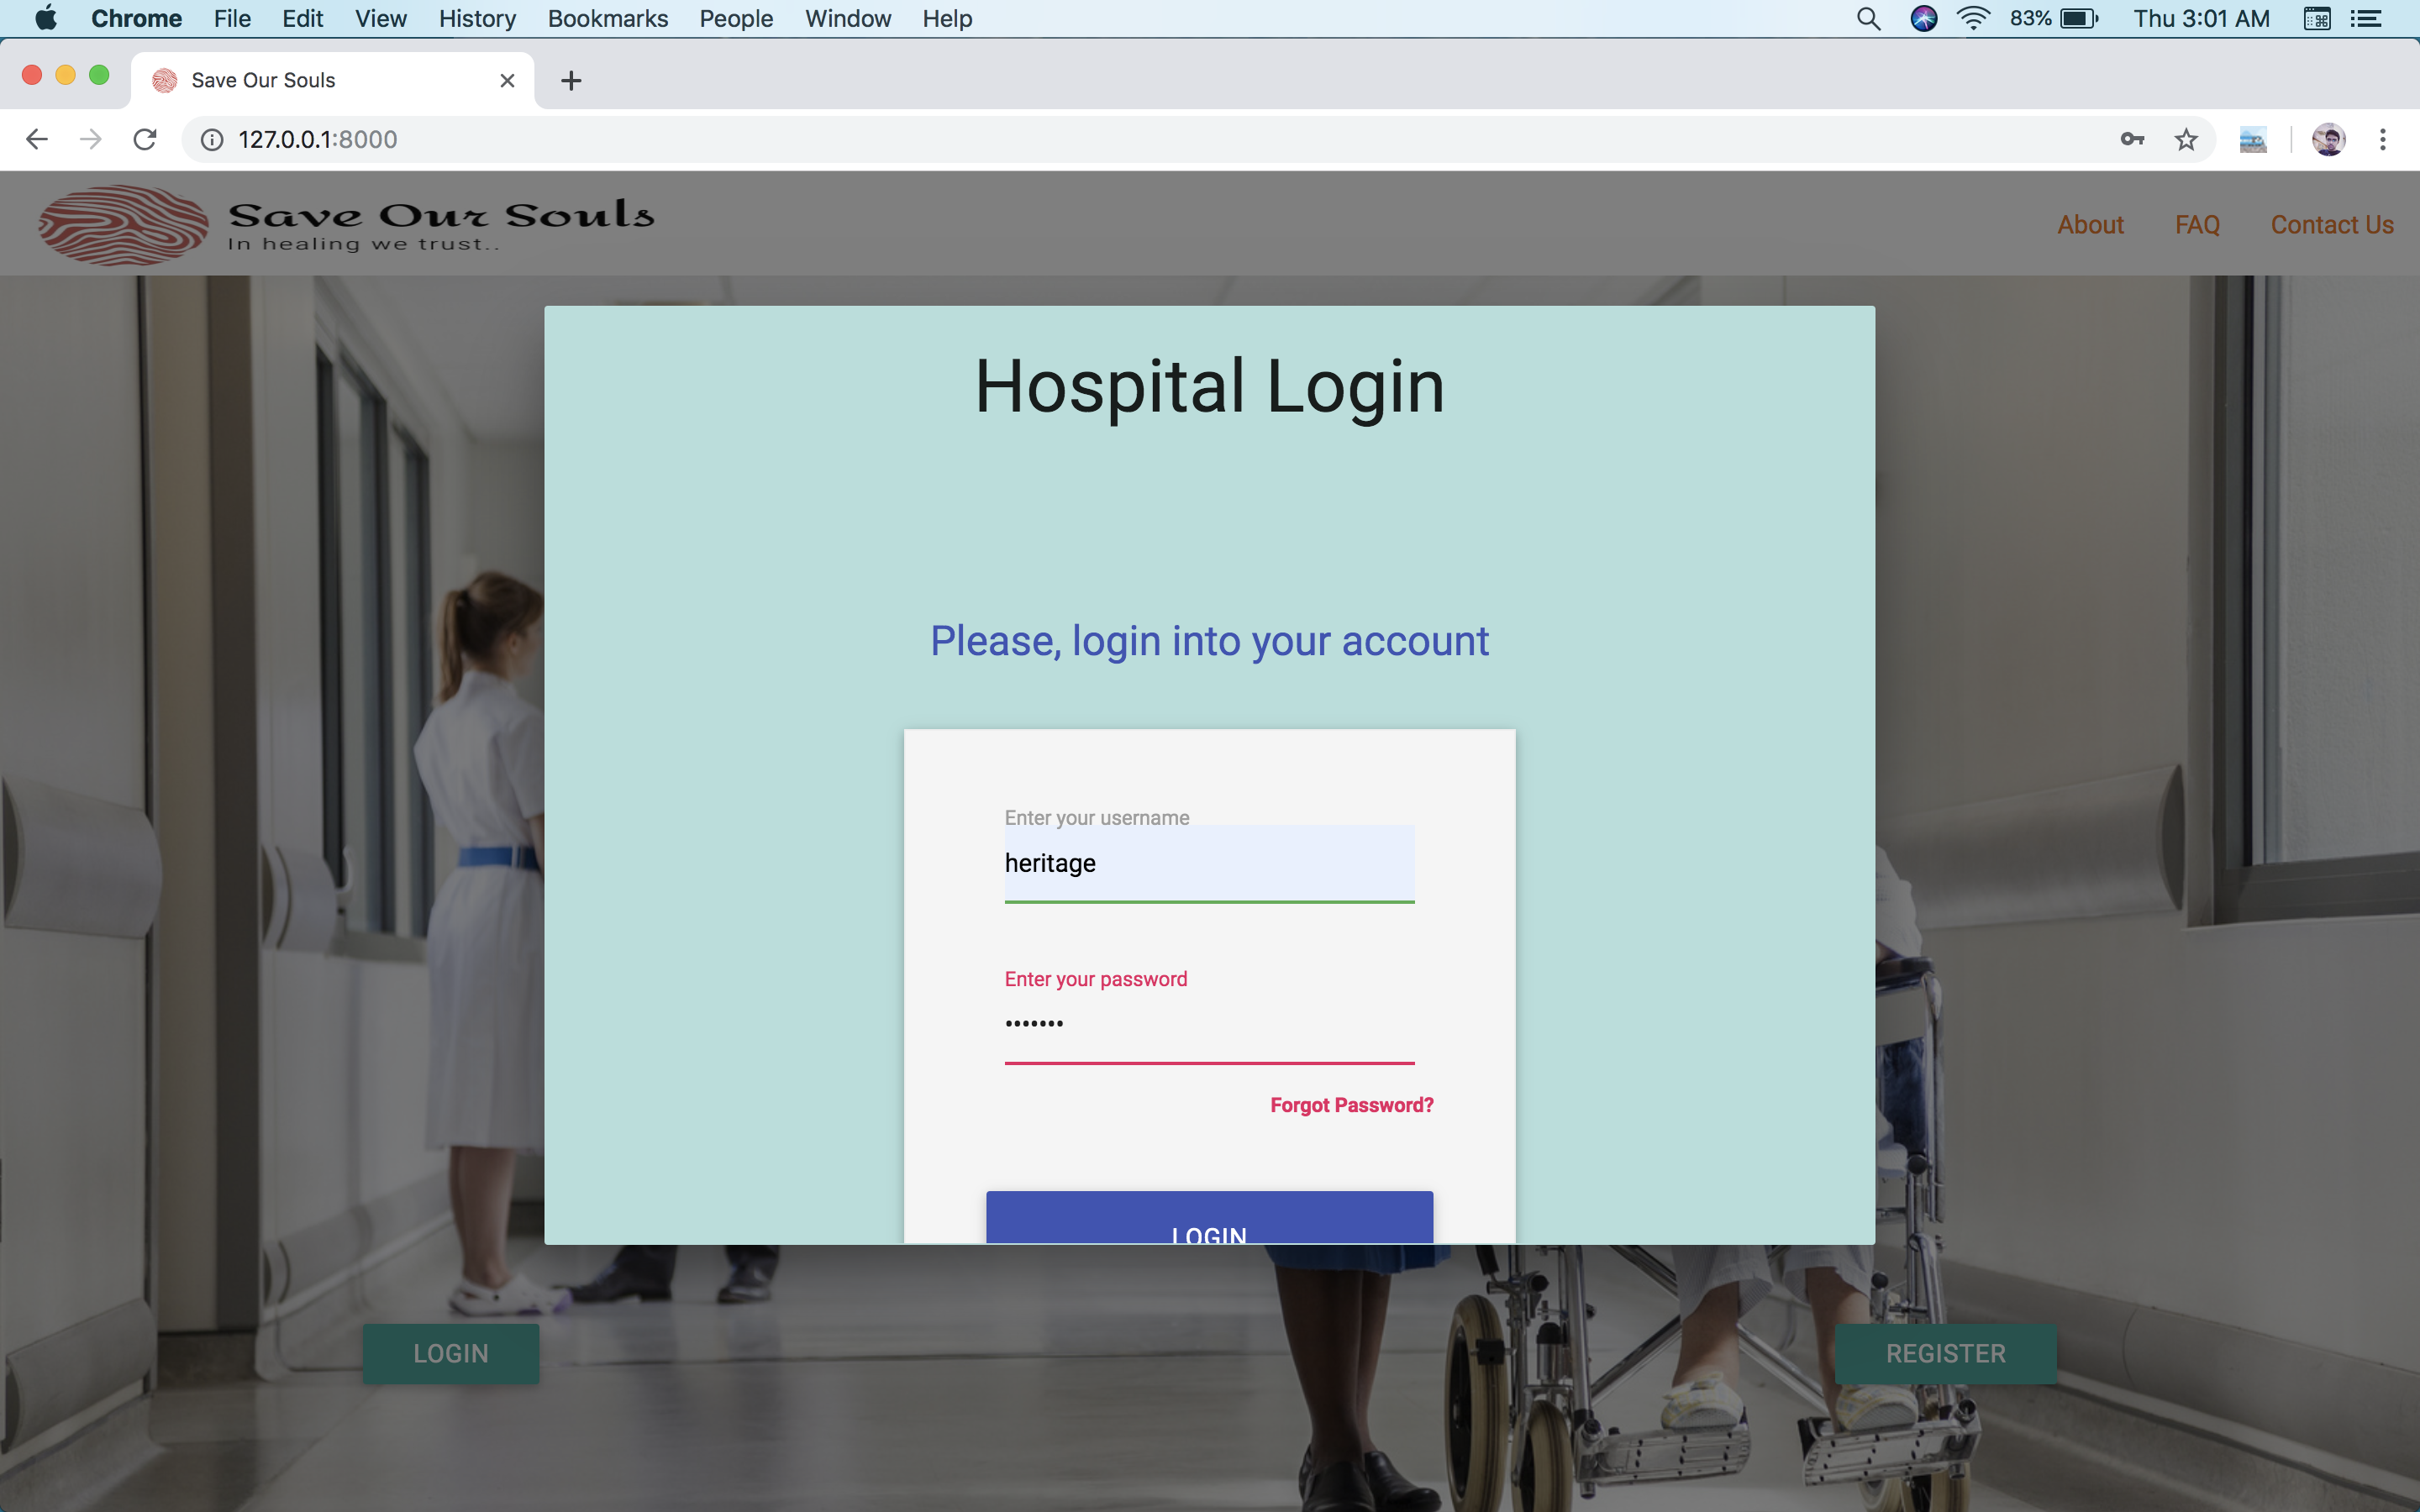 Chrome File Edit View History Bookmarks People Window Help 83% Thu 3:01 AM
Save Our Souls
127.0.0.1:8000
Save Our Souls
In healing we trust..
About FAQ Contact Us
Hospital Login
Please, login into your account
Enter your username
heritage
Enter your password
•••••••
Forgot Password?
LOGIN
LOGIN REGISTER